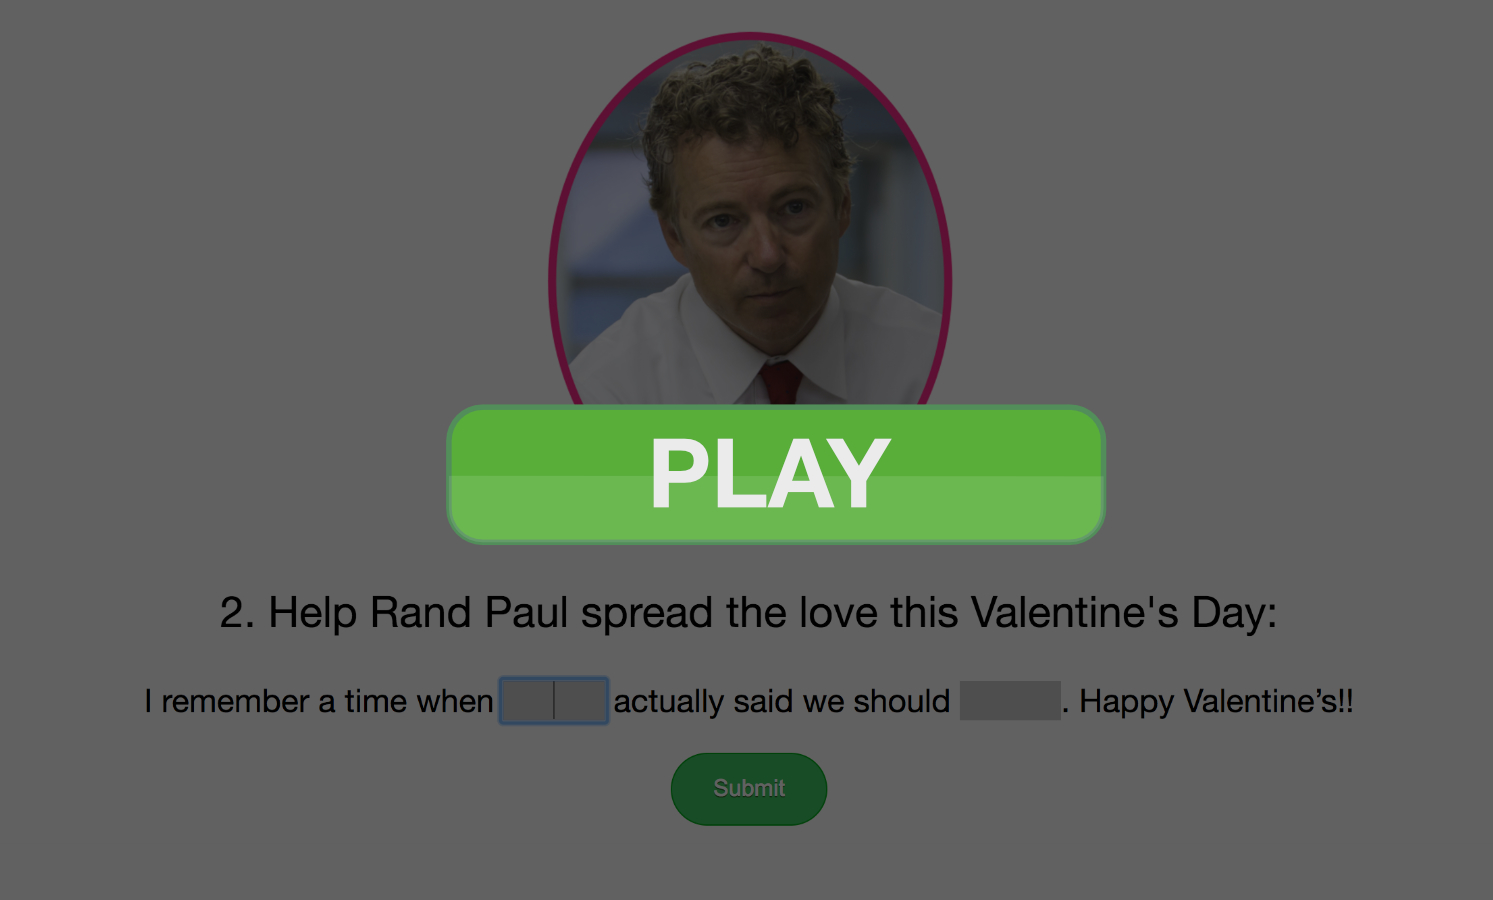 PLAY
2. Help Rand Paul spread the love this Valentine's Day:
I remember a time when actually said we should . Happy Valentine’s!!
Submit